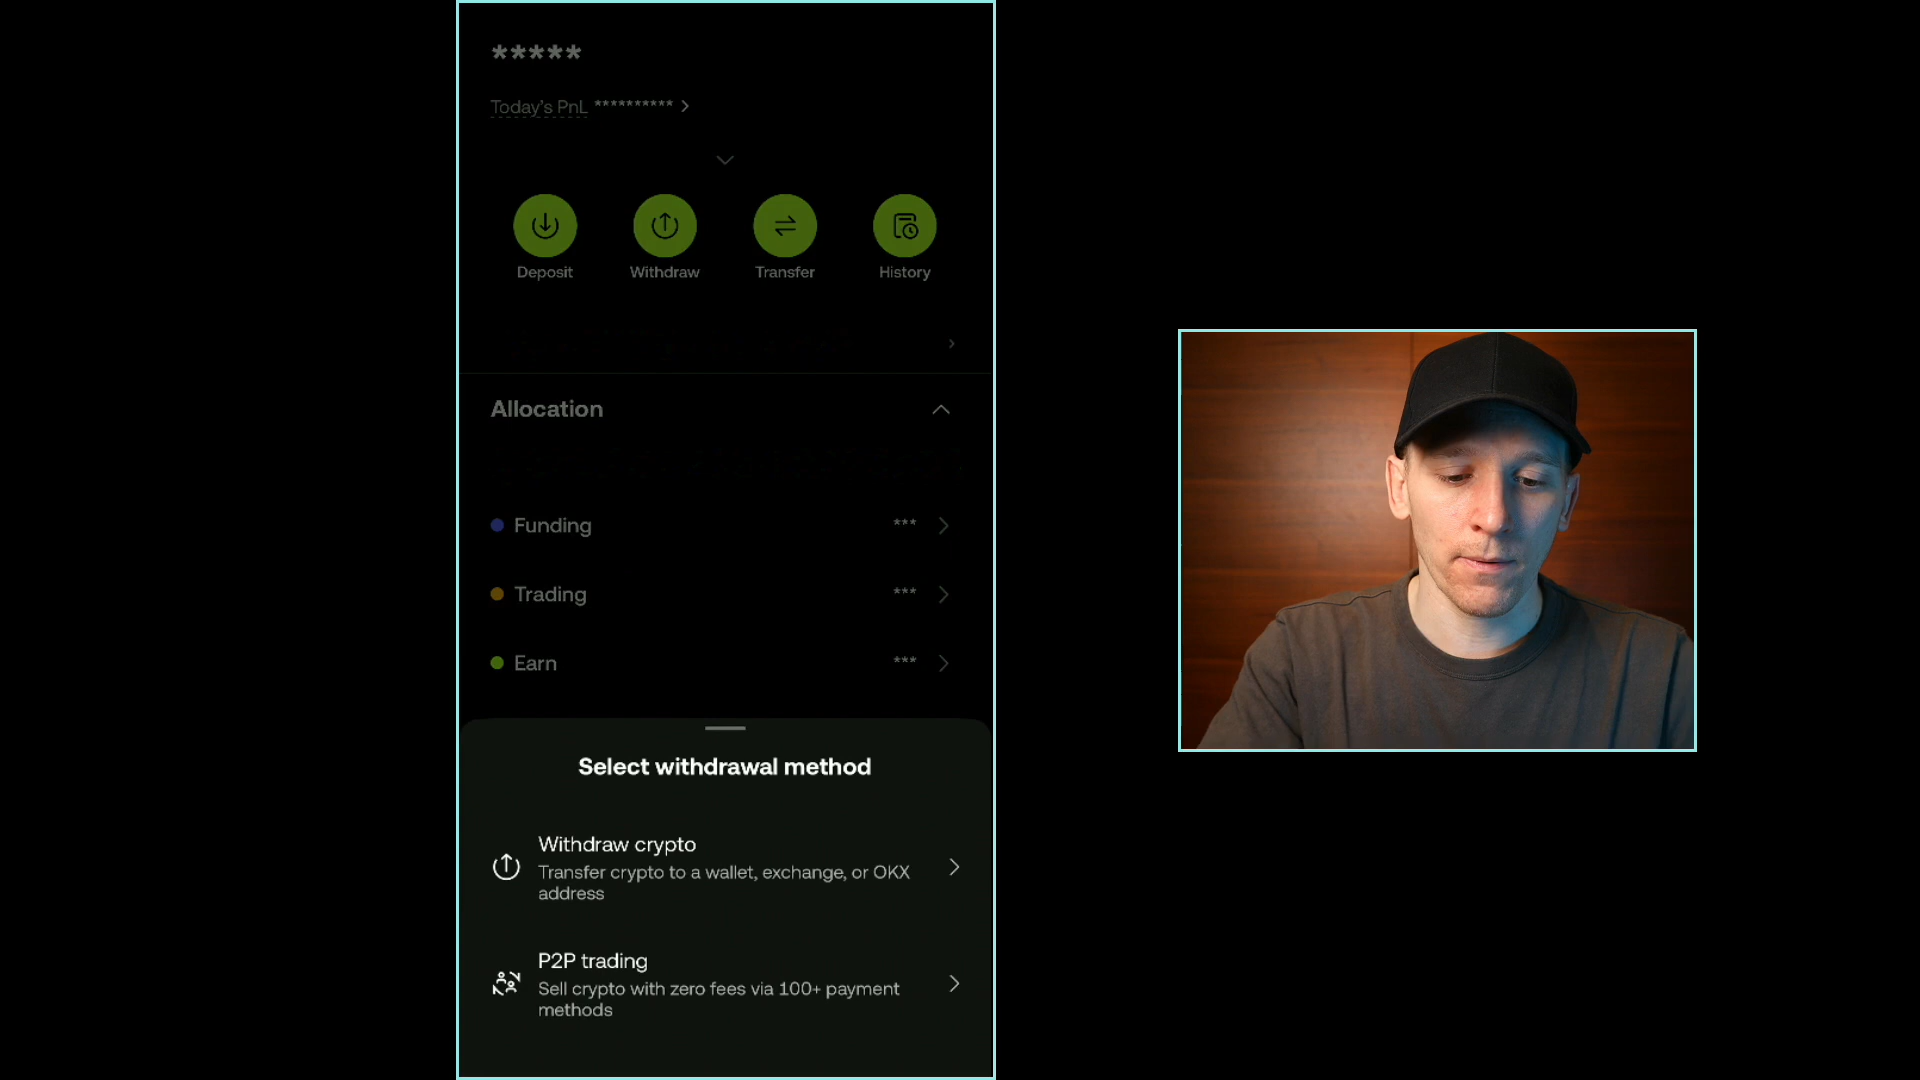 *****
Today's PnL ********** >
Deposit
Withdraw
Transfer
History
Allocation
Funding ***
Trading ***
Earn ***
Select withdrawal method
Withdraw crypto
Transfer crypto to a wallet, exchange, or OKX
address
P2P trading
Sell crypto with zero fees via 100+ payment
methods